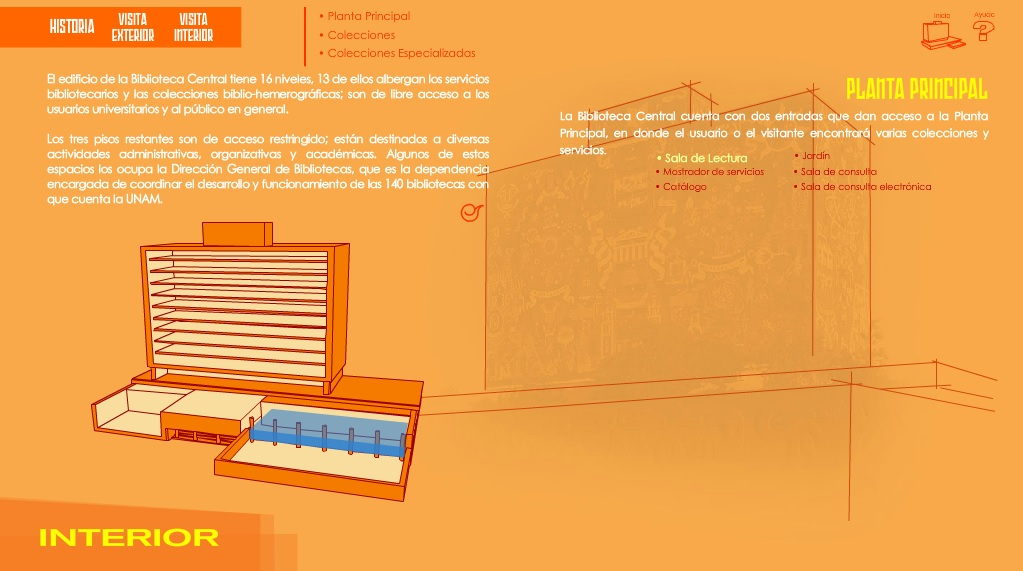 HISTORIA
VISITA
EXTERIOR
VISITA
INTERIOR
• Planta Principal
• Colecciones
• Colecciones Especializadas
Inicio
Ayuda
El edificio de la Biblioteca Central tiene 16 niveles, 13 de ellos albergan los servicios
bibliotecarios y las colecciones biblio-hemerográficas; son de libre acceso a los
usuarios universitarios y al público en general.
Los tres pisos restantes son de acceso restringido; están destinados a diversas
actividades administrativas, organizativas y académicas. Algunos de estos
espacios los ocupa la Dirección General de Bibliotecas, que es la dependencia
encargada de coordinar el desarrollo y funcionamiento de las 140 bibliotecas con
que cuenta la UNAM.
PLANTA PRINCIPAL
La Biblioteca Central cuenta con dos entradas que dan acceso a la Planta
Principal, en donde el usuario o el visitante encontrará varias colecciones y
servicios.
• Sala de Lectura
• Mostrador de servicios
• Catálogo
• Jardín
• Sala de consulta
• Sala de consulta electrónica
INTERIOR